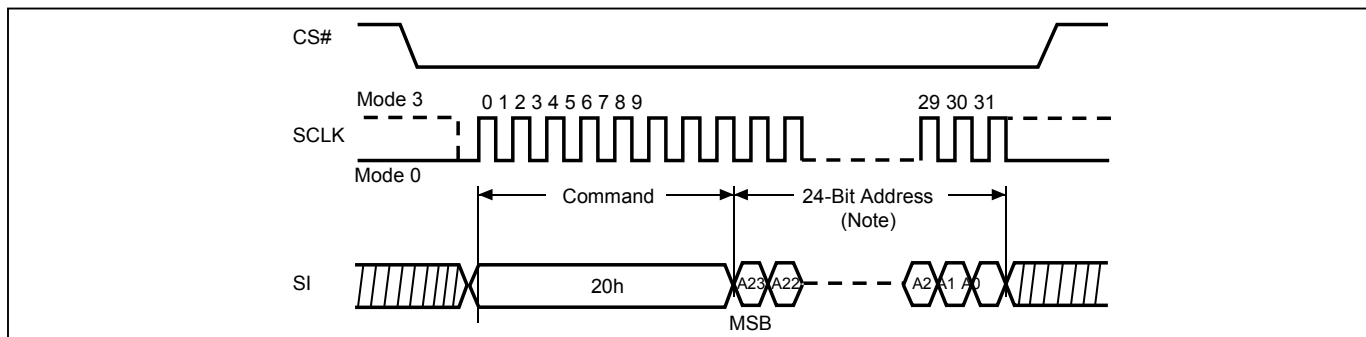 CS#
Mode 3
0 1 2 3 4 5 6 7 8 9
29 30 31
SCLK
Mode 0
Command
24-Bit Address
(Note)
SI
20h
A23
A22
A2
A1
A0
MSB